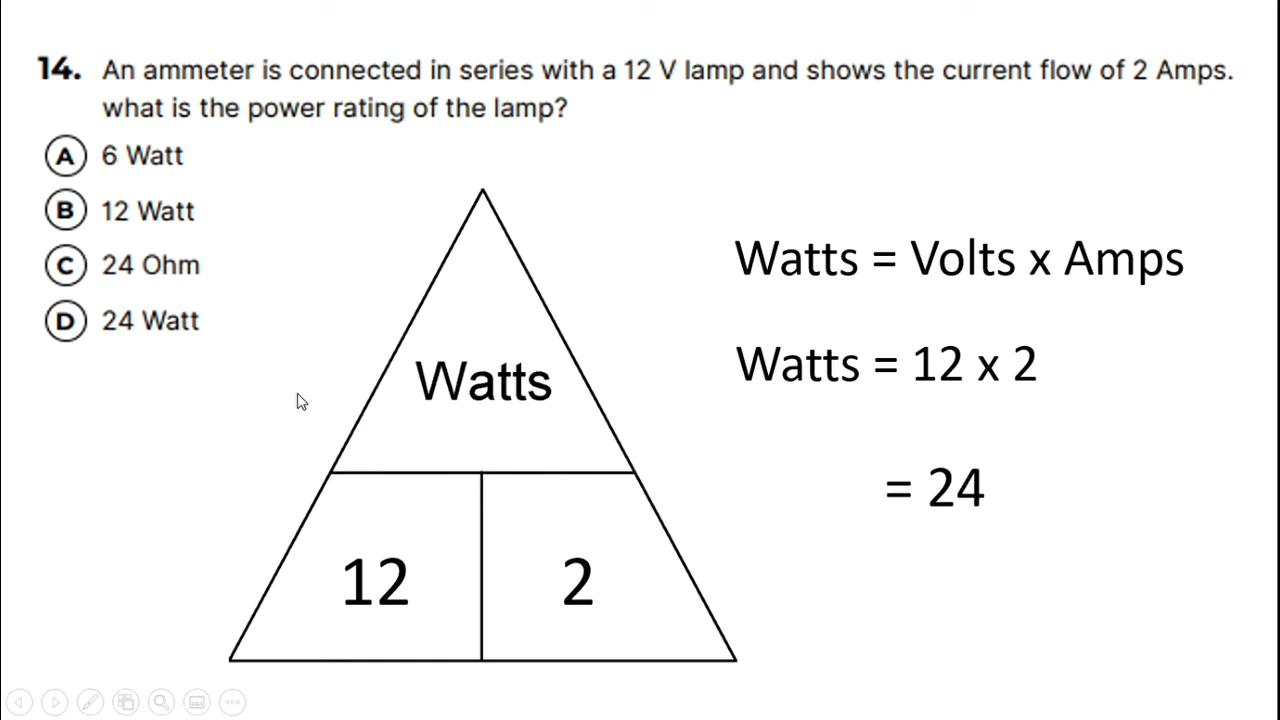 14. An ammeter is connected in series with a 12 V lamp and shows the current flow of 2 Amps.
what is the power rating of the lamp?
A 6 Watt
B 12 Watt
C 24 Ohm
D 24 Watt
Watts
12
2
Watts = Volts x Amps
Watts = 12 x 2
= 24